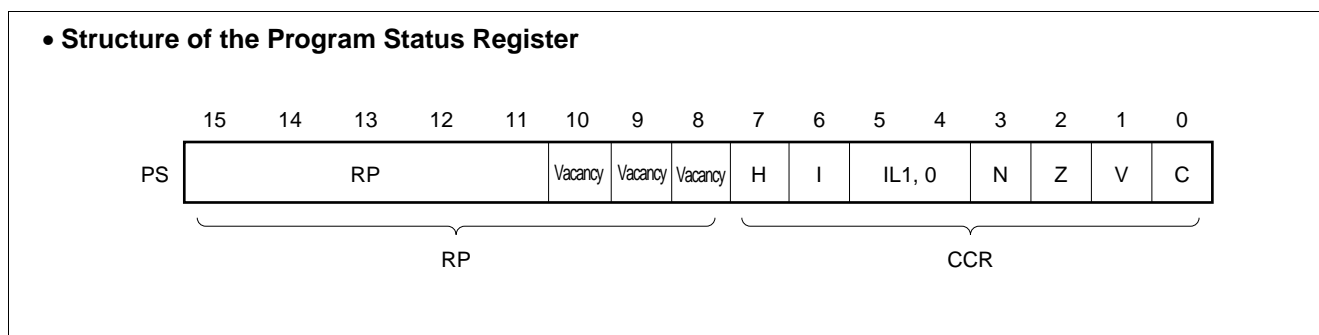 • Structure of the Program Status Register
15 14 13 12 11 10 9 8 7 6 5 4 3 2 1 0
PS RP Vacancy Vacancy Vacancy H I IL1, 0 N Z V C
RP CCR